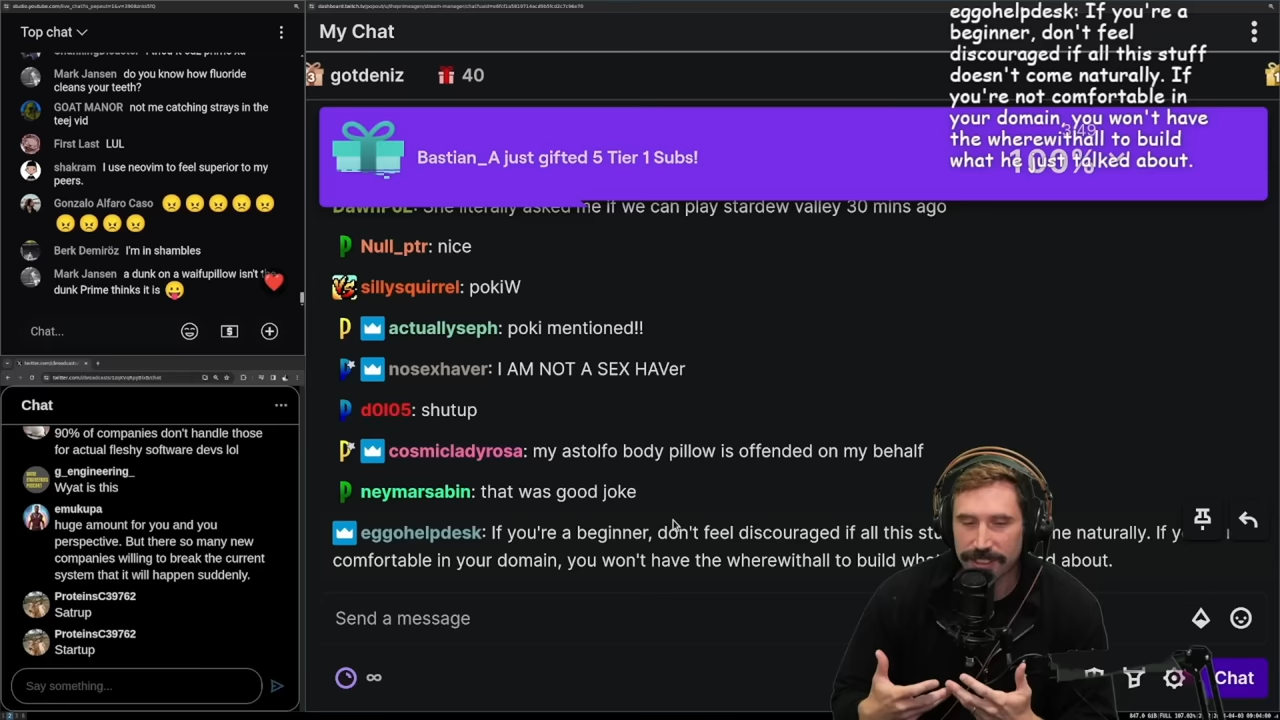 Top chat
Mark Jansen do you know how fluoride
cleans your teeth?
GOAT MANOR not me catching strays in the
teej vid
First Last LUL
shakram I use neovim to feel superior to my
peers.
Gonzalo Alfaro Caso
Berk Demiröz I'm in shambles
Mark Jansen a dunk on a waifupillow isn't the
dunk Prime thinks it is
Chat...
Chat
90% of companies don't handle those
for actual fleshy software devs lol
g_engineering_
Wyat is this
emukupa
huge amount for you and you
perspective. But there so many new
companies willing to break the current
system that it will happen suddenly.
ProteinsC39762
Satrup
ProteinsC39762
Startup
Say something...
My Chat
3 gotdeniz 40
Bastian_A just gifted 5 Tier 1 Subs!
She literally asked me if we can play stardew valley 30 mins ago
Null_ptr: nice
sillysquirrel: pokiW
actuallyseph: poki mentioned!!
nosexhaver: I AM NOT A SEX HAVer
d0l05: shutup
cosmicladyrosa: my astolfo body pillow is offended on my behalf
neymarsabin: that was good joke
eggohelpdesk: If you're a beginner, don't feel discouraged if all this stu me naturally. If y
comfortable in your domain, you won't have the wherewithall to build wha about.
Send a message
Chat
eggohelpdesk: If you're a
beginner, don't feel
discouraged if all this stuff
doesn't come naturally. If
you're not comfortable in
your domain, you won't have
the wherewithall to build
what he just talked about.
3:49
100%